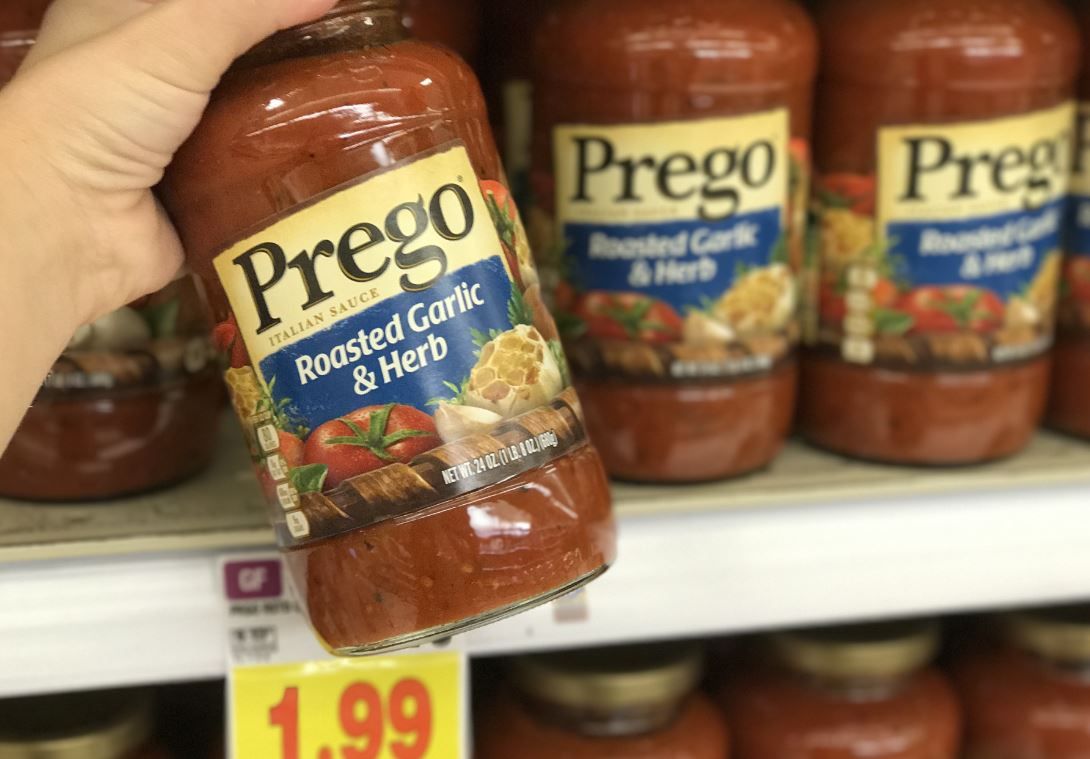 Prego®
ITALIAN SAUCE
Roasted Garlic
& Herb
NET WT. 24 OZ. (1 LB. 8 OZ.) (680g)
Prego
Roasted Garlic
& Herb
Prego
Roasted Garlic
& Herb
GF
1.99